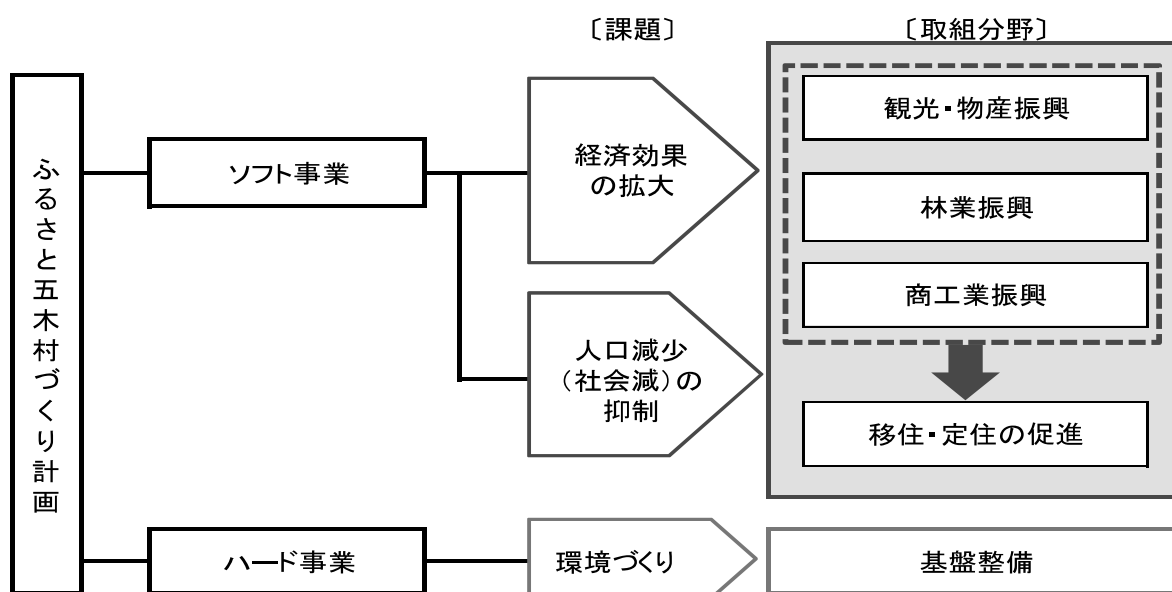 〔課題〕
〔取組分野〕
ふるさと五木村づくり計画
ソフト事業
経済効果
の拡大
人口減少
（社会減）の
抑制
観光・物産振興
林業振興
商工業振興
移住・定住の促進
ハード事業
環境づくり
基盤整備